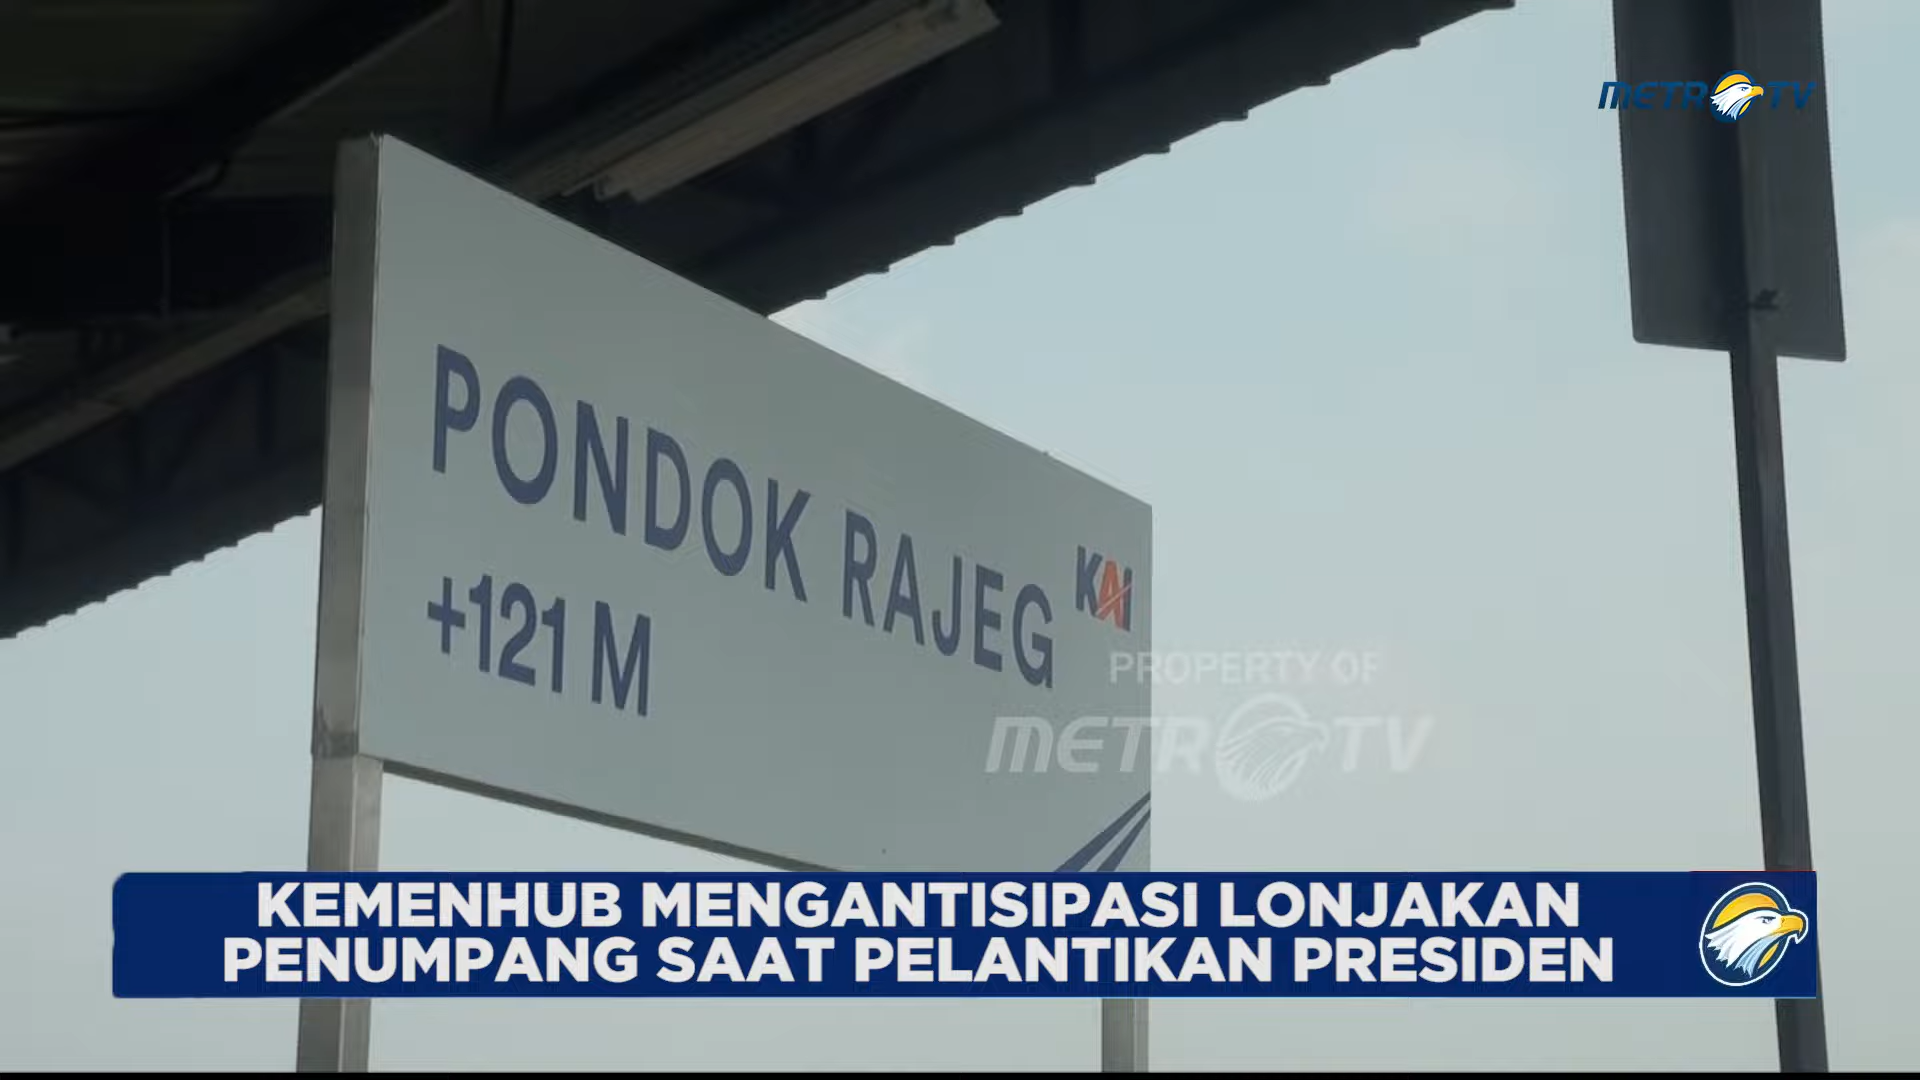 METRO TV
PONDOK RAJEG
KAI
+121 M
PROPERTY OF
METRO TV
KEMENHUB MENGANTISIPASI LONJAKAN
PENUMPANG SAAT PELANTIKAN PRESIDEN